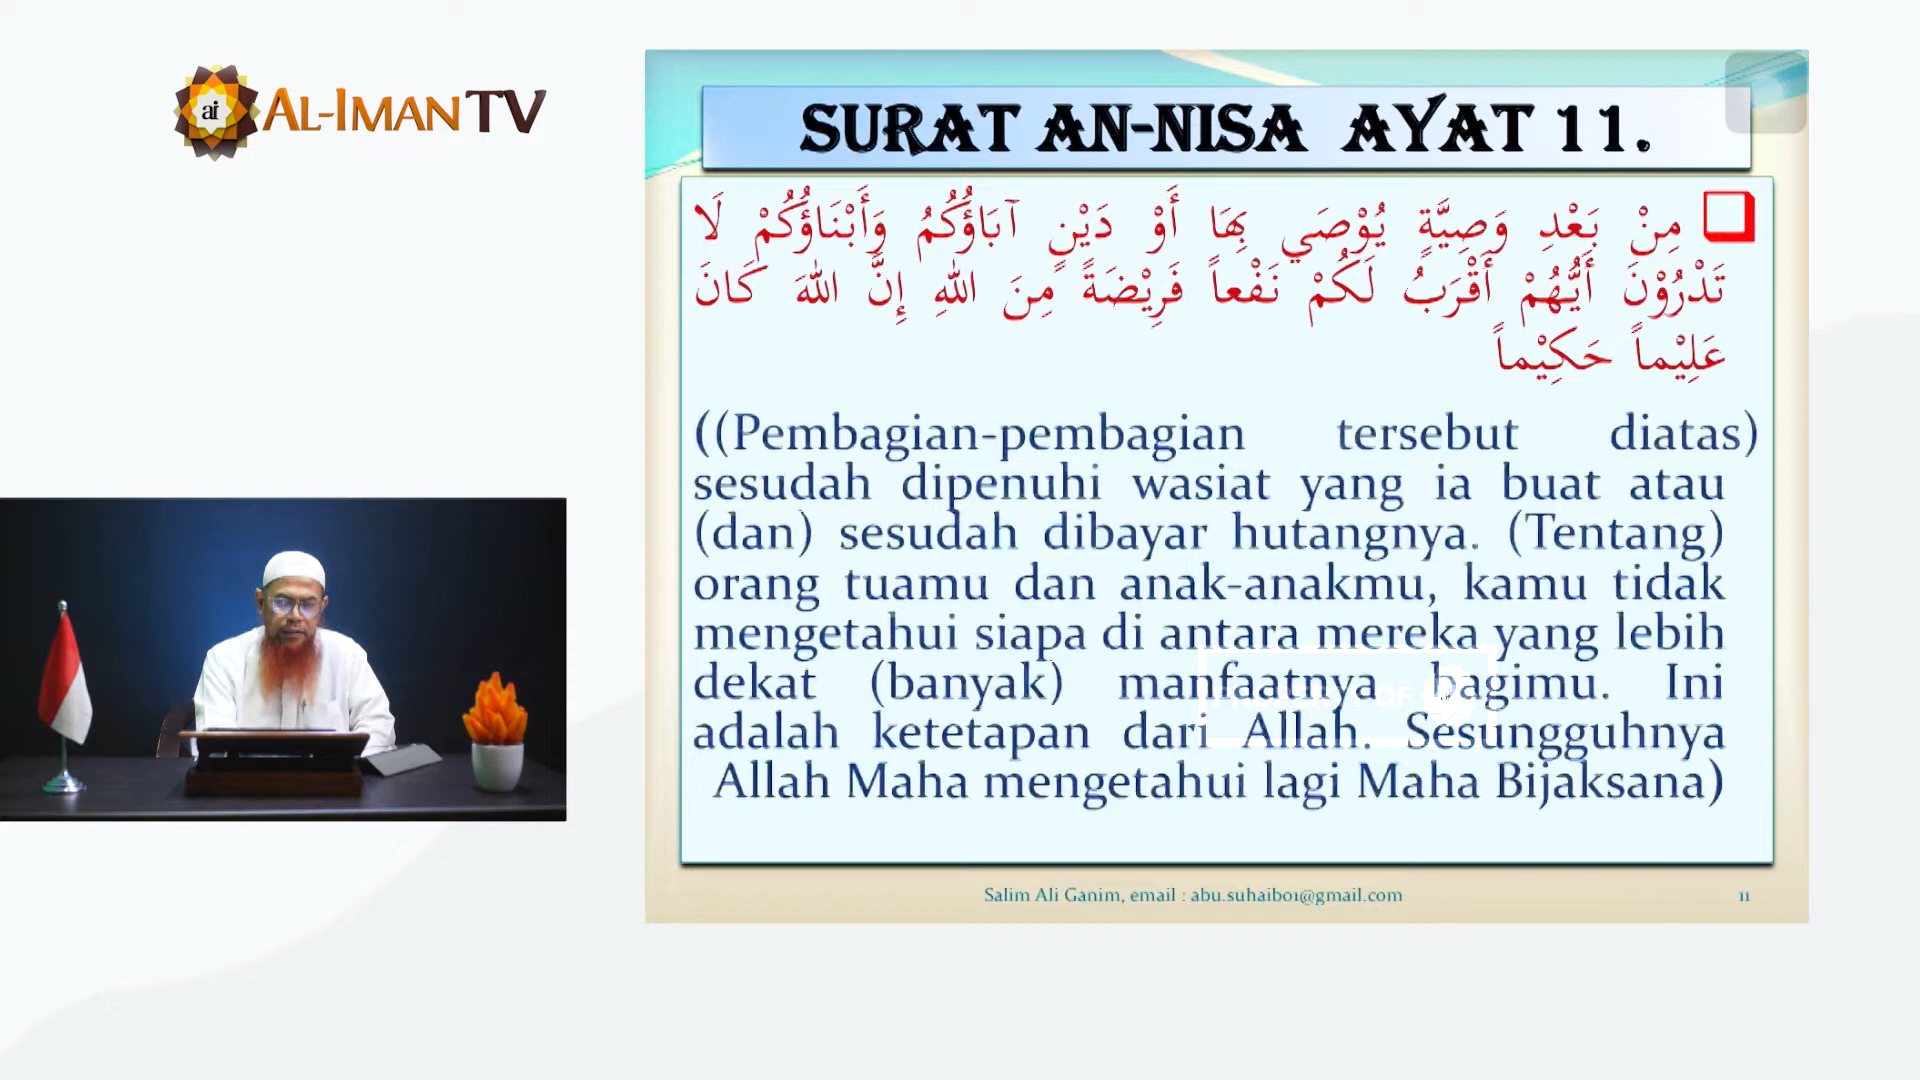 ai AL-IMAN TV
SURAT AN-NISA AYAT 11.
مِنْ بَعْدِ وَصِيَّةٍ يُوْصَي بِهَا أَوْ دَيْنٍ آبَاؤُكُمُ وَأَبْنَاؤُكُمْ لَا
تَدْرُوْنَ أَيُّهُمْ أَقْرَبُ لَكُمْ نَفْعاً فَرِيْضَةً مِنَ اللهِ إِنَّ اللهَ كَانَ
عَلِيْماً حَكِيْماً
((Pembagian-pembagian tersebut diatas)
sesudah dipenuhi wasiat yang ia buat atau
(dan) sesudah dibayar hutangnya. (Tentang)
orang tuamu dan anak-anakmu, kamu tidak
mengetahui siapa di antara mereka yang lebih
dekat (banyak) manfaatnya bagimu. Ini
adalah ketetapan dari Allah. Sesungguhnya
Allah Maha mengetahui lagi Maha Bijaksana)
PROPERTY OF
Salim Ali Ganim, email : abu.suhaib01@gmail.com
11